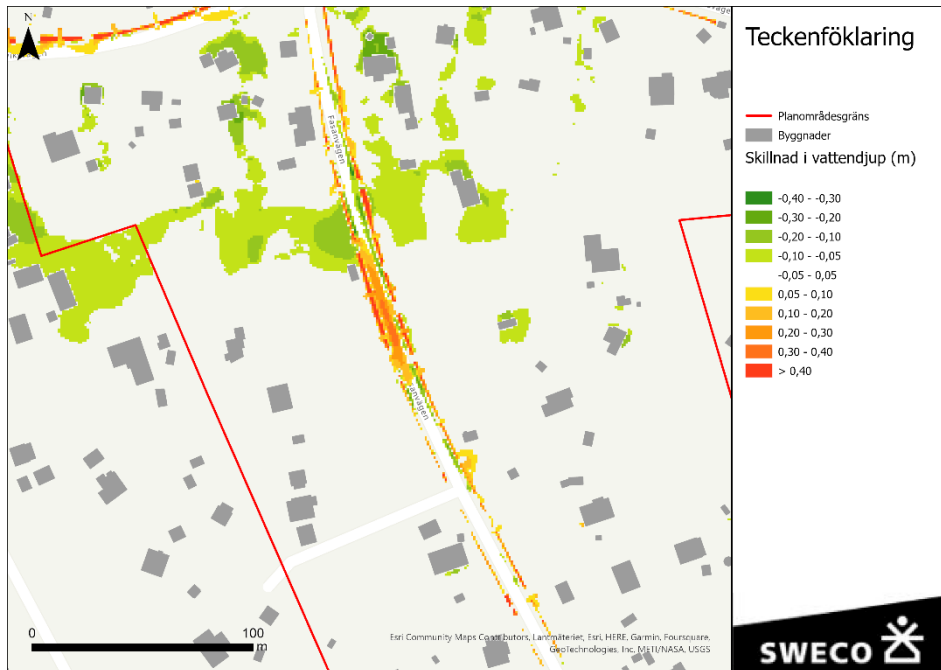 N
Fasanvägen
sanvägen
0
100
m
Esri Community Maps Contributors, Lantmäteriet, Esri, HERE, Garmin, Foursquare,
GeoTechnologies, Inc, METI/NASA, USGS
Teckenföklaring
Planområdesgräns
Byggnader
Skillnad i vattendjup (m)
-0,40 - -0,30
-0,30 - -0,20
-0,20 - -0,10
-0,10 - -0,05
-0,05 - 0,05
0,05 - 0,10
0,10 - 0,20
0,20 - 0,30
0,30 - 0,40
> 0,40
SWECO